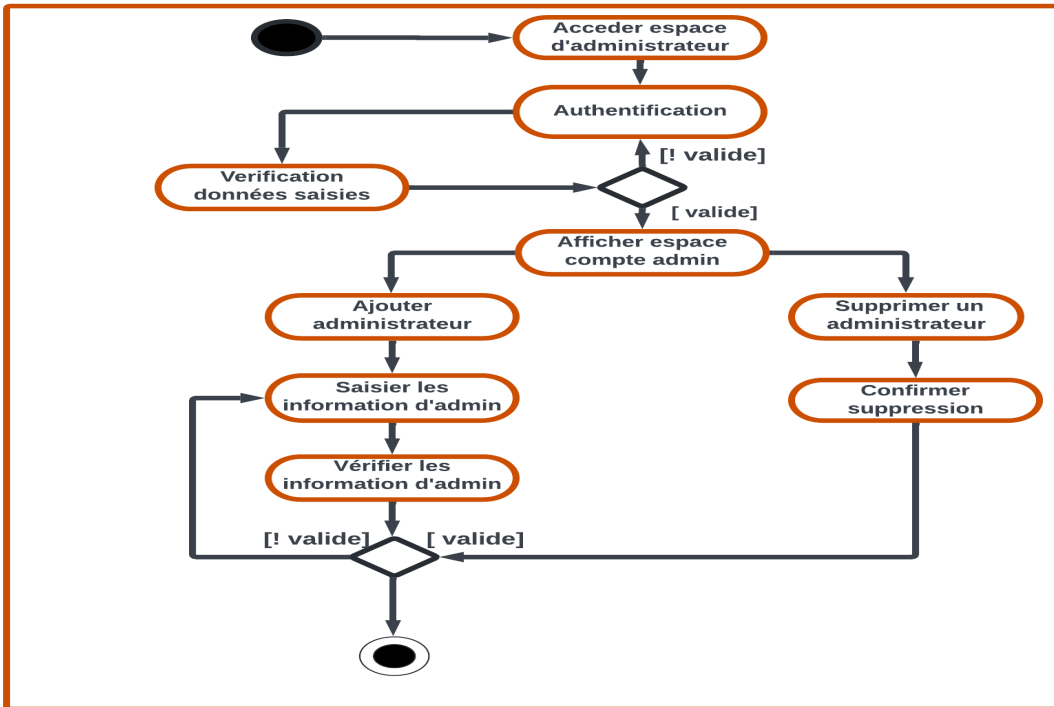 Acceder espace
d'administrateur
Authentification
[! valide]
Verification
données saisies
[ valide]
Afficher espace
compte admin
Ajouter
administrateur
Supprimer un
administrateur
Saisier les
information d'admin
Confirmer
suppression
Vérifier les
information d'admin
[! valide]
[ valide]